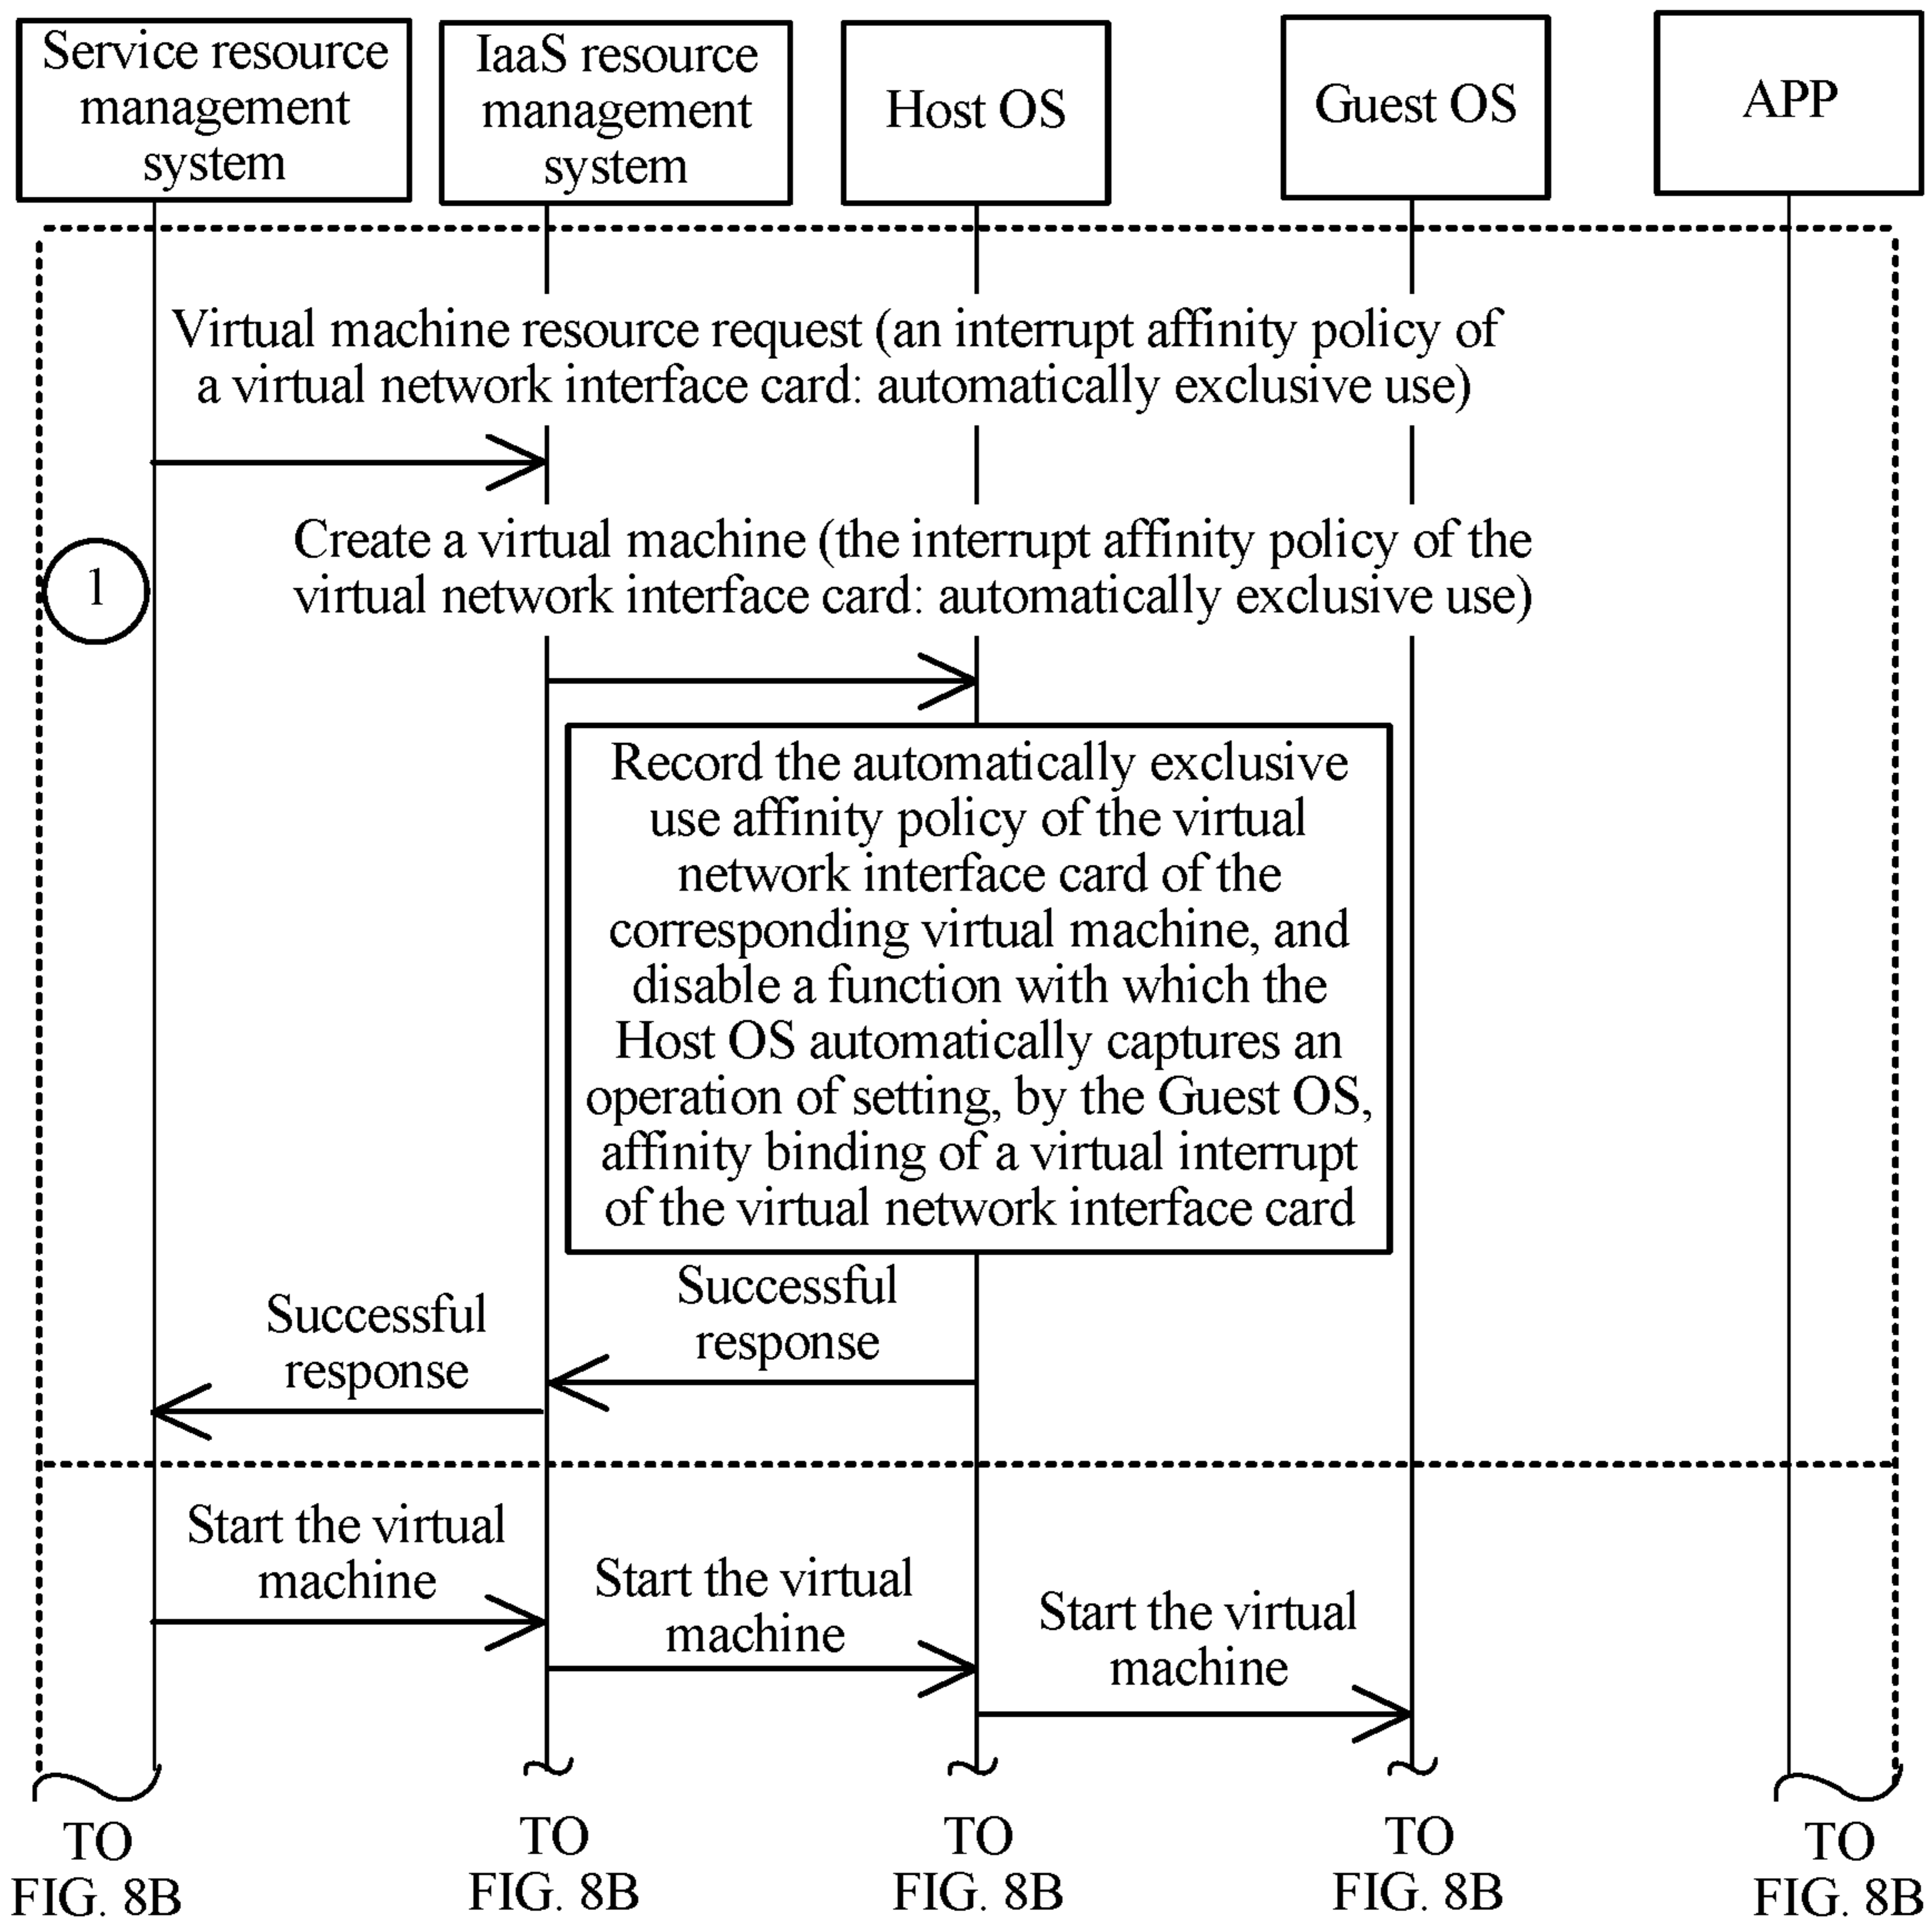 Service resource
management
system
IaaS resource
management
system
Host OS
Guest OS
APP
Virtual machine resource request (an interrupt affinity policy of
a virtual network interface card: automatically exclusive use)
1
Create a virtual machine (the interrupt affinity policy of the
virtual network interface card: automatically exclusive use)
Record the automatically exclusive
use affinity policy of the virtual
network interface card of the
corresponding virtual machine, and
disable a function with which the
Host OS automatically captures an
operation of setting, by the Guest OS,
affinity binding of a virtual interrupt
of the virtual network interface card
Successful
response
Successful
response
Start the virtual
machine
Start the virtual
machine
Start the virtual
machine
TO
FIG. 8B
TO
FIG. 8B
TO
FIG. 8B
TO
FIG. 8B
TO
FIG. 8B